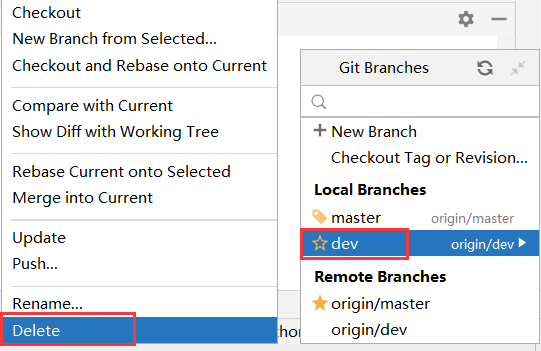 Checkout
New Branch from Selected...
Checkout and Rebase onto Current
Compare with Current
Show Diff with Working Tree
Rebase Current onto Selected
Merge into Current
Update
Push...
Rename...
Delete
Git Branches
New Branch
Checkout Tag or Revision...
Local Branches
master origin/master
dev origin/dev
Remote Branches
origin/master
origin/dev